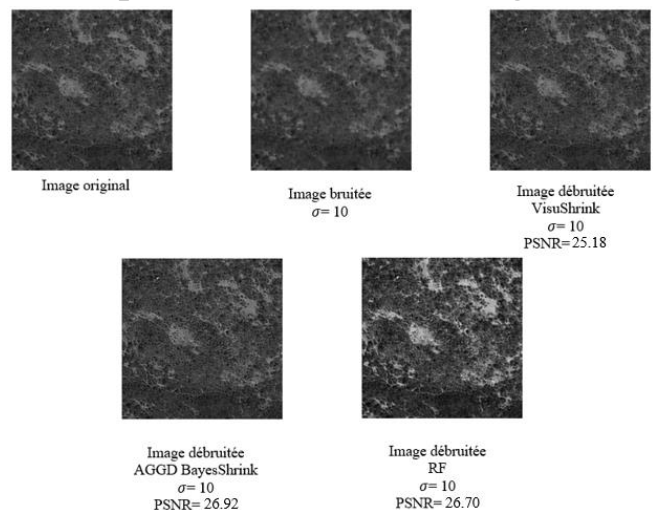 Image original
Image bruitée
σ= 10
Image débruitée
VisuShrink
σ= 10
PSNR= 25.18
Image débruitée
AGGD BayesShrink
σ= 10
PSNR= 26.92
Image débruitée
RF
σ= 10
PSNR= 26.70